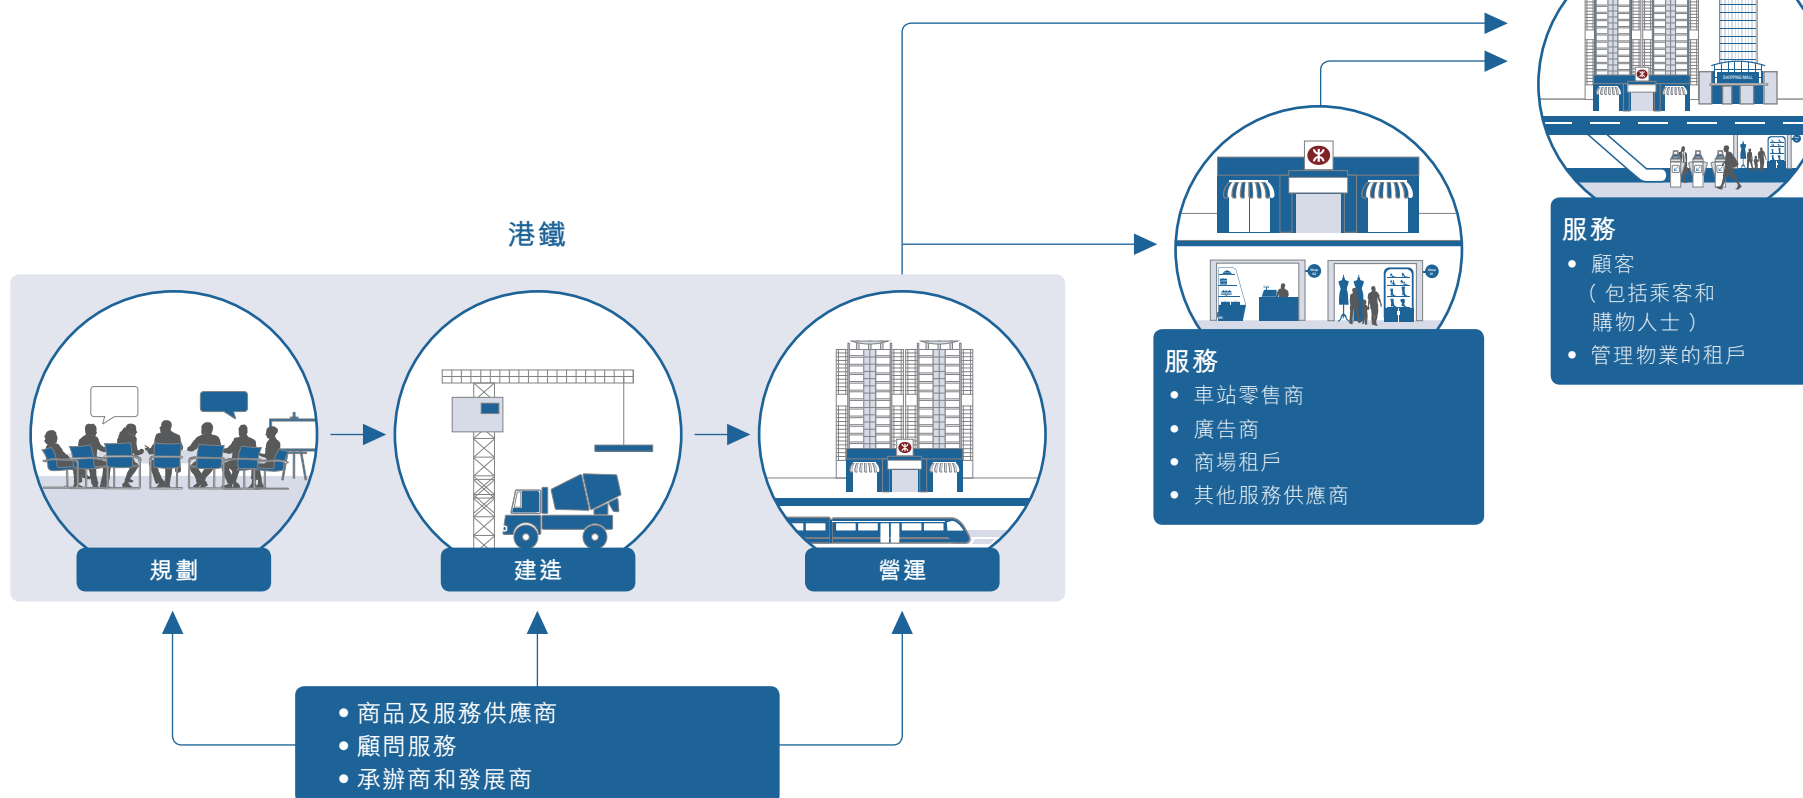 港鐵
規劃
建造
營運
• 商品及服務供應商
• 顧問服務
• 承辦商和發展商
服務
• 車站零售商
• 廣告商
• 商場租戶
• 其他服務供應商
SHOPPING MALL
服務
• 顧客
（包括乘客和
購物人士）
• 管理物業的租戶